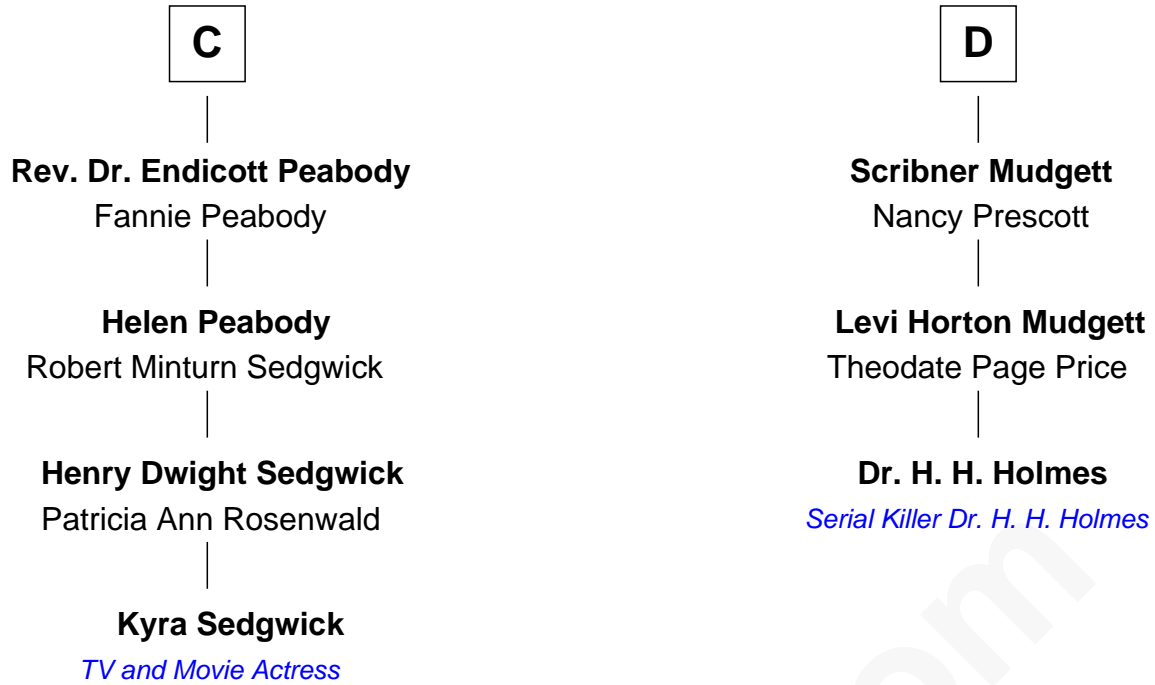 C
Rev. Dr. Endicott Peabody
Fannie Peabody
Helen Peabody
Robert Minturn Sedgwick
Henry Dwight Sedgwick
Patricia Ann Rosenwald
Kyra Sedgwick
TV and Movie Actress
D
Scribner Mudgett
Nancy Prescott
Levi Horton Mudgett
Theodate Page Price
Dr. H. H. Holmes
Serial Killer Dr. H. H. Holmes
om